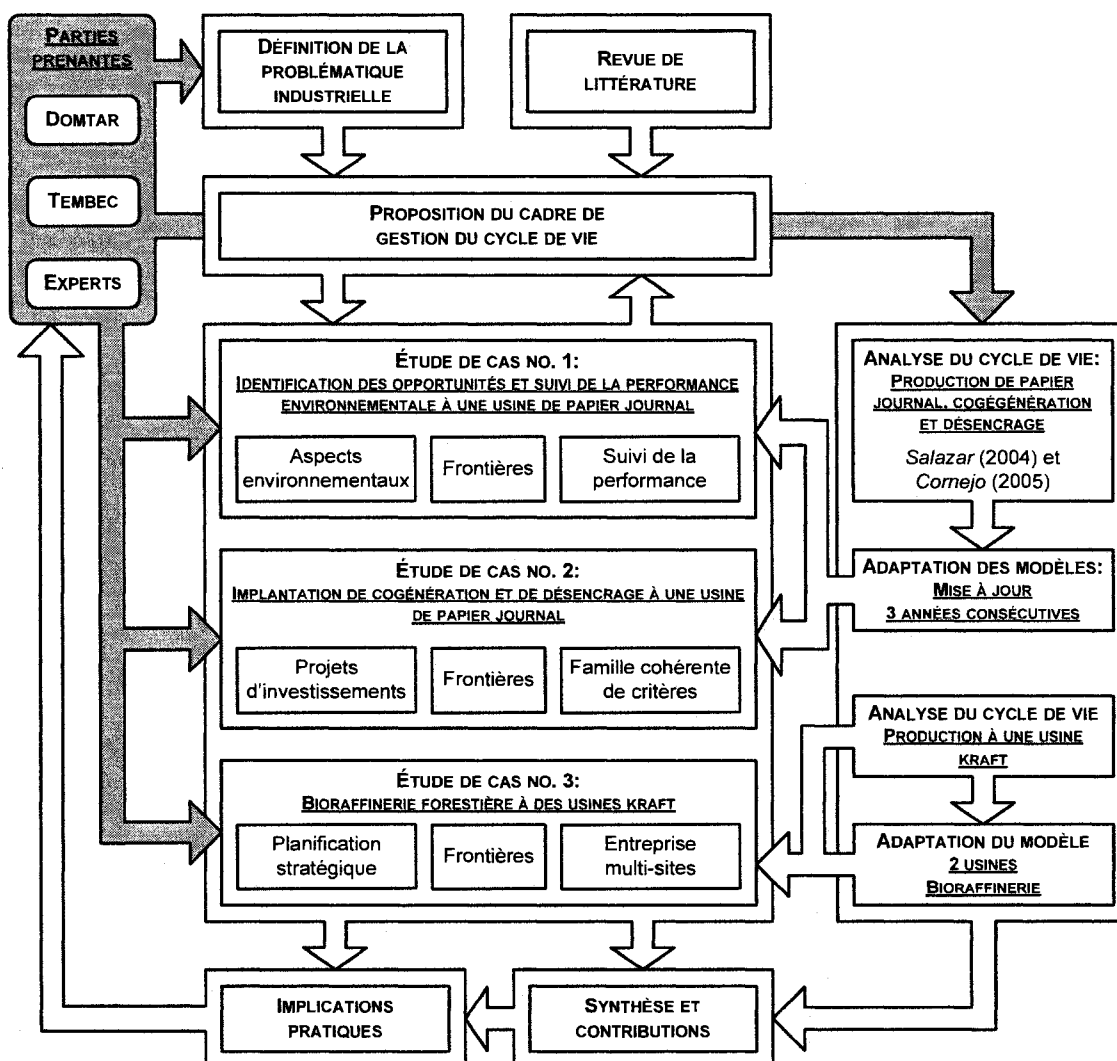 PARTIES
PRENANTES
DOMTAR
TEMBEC
EXPERTS
DÉFINITION DE LA
PROBLÉMATIQUE
INDUSTRIELLE
REVUE DE
LITTÉRATURE
PROPOSITION DU CADRE DE
GESTION DU CYCLE DE VIE
ÉTUDE DE CAS NO. 1:
IDENTIFICATION DES OPPORTUNITÉS ET SUIVI DE LA PERFORMANCE
ENVIRONNEMENTALE À UNE USINE DE PAPIER JOURNAL
Aspects
environnementaux
Frontières
Suivi de la
performance
ÉTUDE DE CAS NO. 2:
IMPLANTATION DE COGÉNÉRATION ET DE DÉSENCRAGE À UNE USINE
DE PAPIER JOURNAL
Projets
d'investissements
Frontières
Famille cohérente
de critères
ÉTUDE DE CAS NO. 3:
BIORAFFINERIE FORESTIÈRE À DES USINES KRAFT
Planification
stratégique
Frontières
Entreprise
multi-sites
ANALYSE DU CYCLE DE VIE:
PRODUCTION DE PAPIER
JOURNAL, COGÉGÉNÉRATION
ET DÉSENCRAGE
Salazar (2004) et
Cornejo (2005)
ADAPTATION DES MODÈLES:
MISE À JOUR
3 ANNÉES CONSÉCUTIVES
ANALYSE DU CYCLE DE VIE
PRODUCTION À UNE USINE
KRAFT
ADAPTATION DU MODÈLE
2 USINES
BIORAFFINERIE
IMPLICATIONS
PRATIQUES
SYNTHÈSE ET
CONTRIBUTIONS